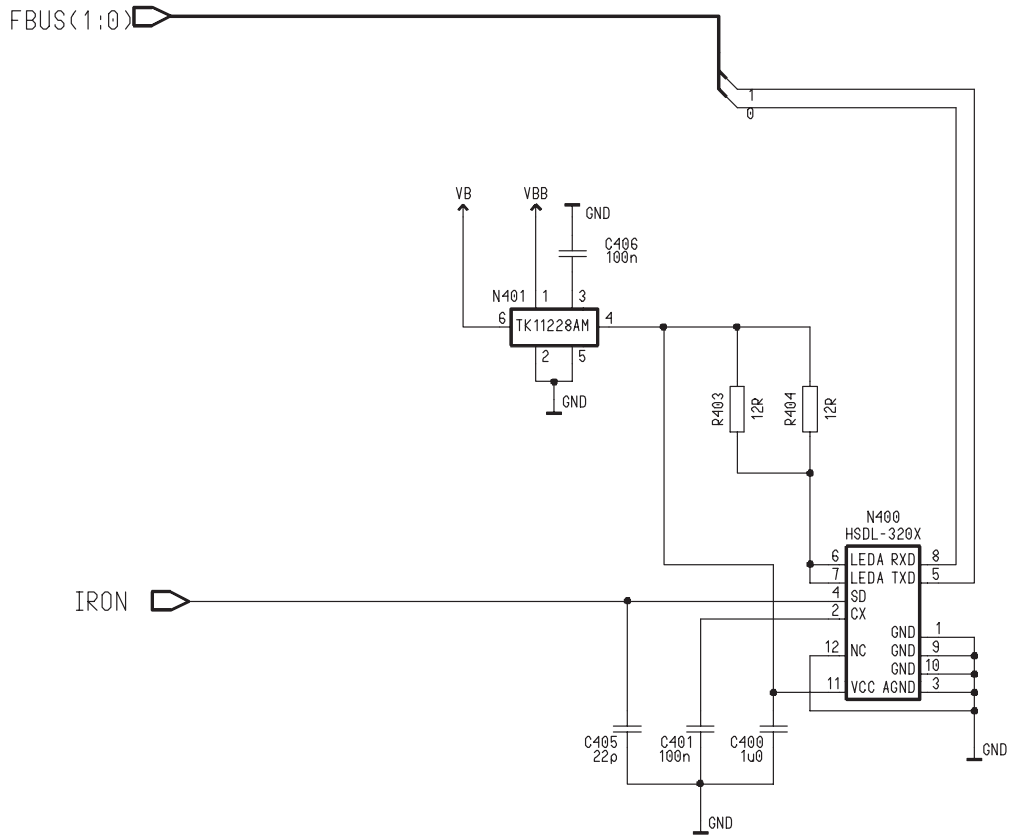 FBUS(1:0)
1
0
VB
VBB
GND
C406
100n
N401
1
3
6
TK11228AM
4
2
5
GND
R403
12R
R404
12R
N400
HSDL-320X
6
LEDA RXD
8
7
LEDA TXD
5
IRON
4
SD
2
CX
GND
1
12
NC
GND
9
GND
10
11
VCC AGND
3
C405
22p
C401
100n
C400
1u0
GND
GND